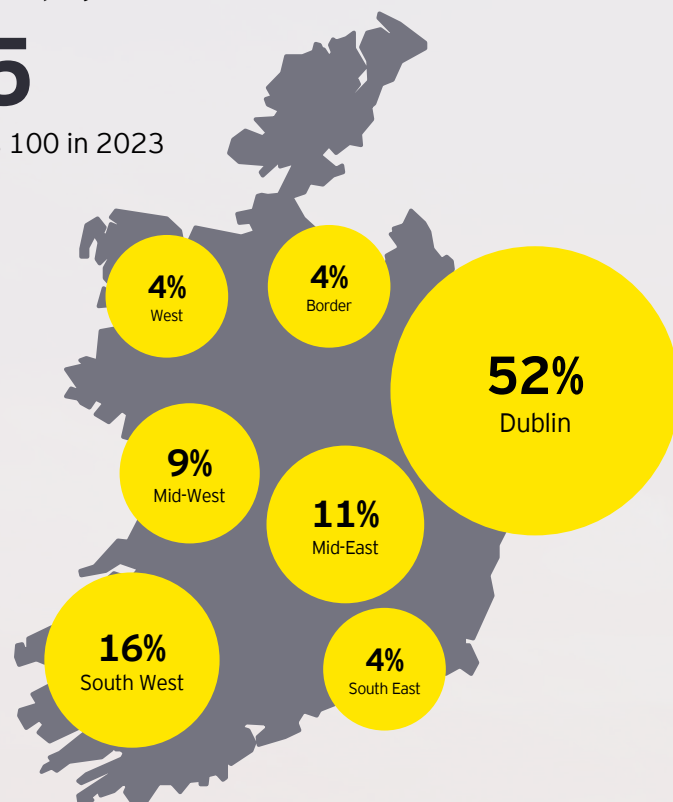 5
100 in 2023
4%
West
4%
Border
52%
Dublin
9%
Mid-West
11%
Mid-East
16%
South West
4%
South East